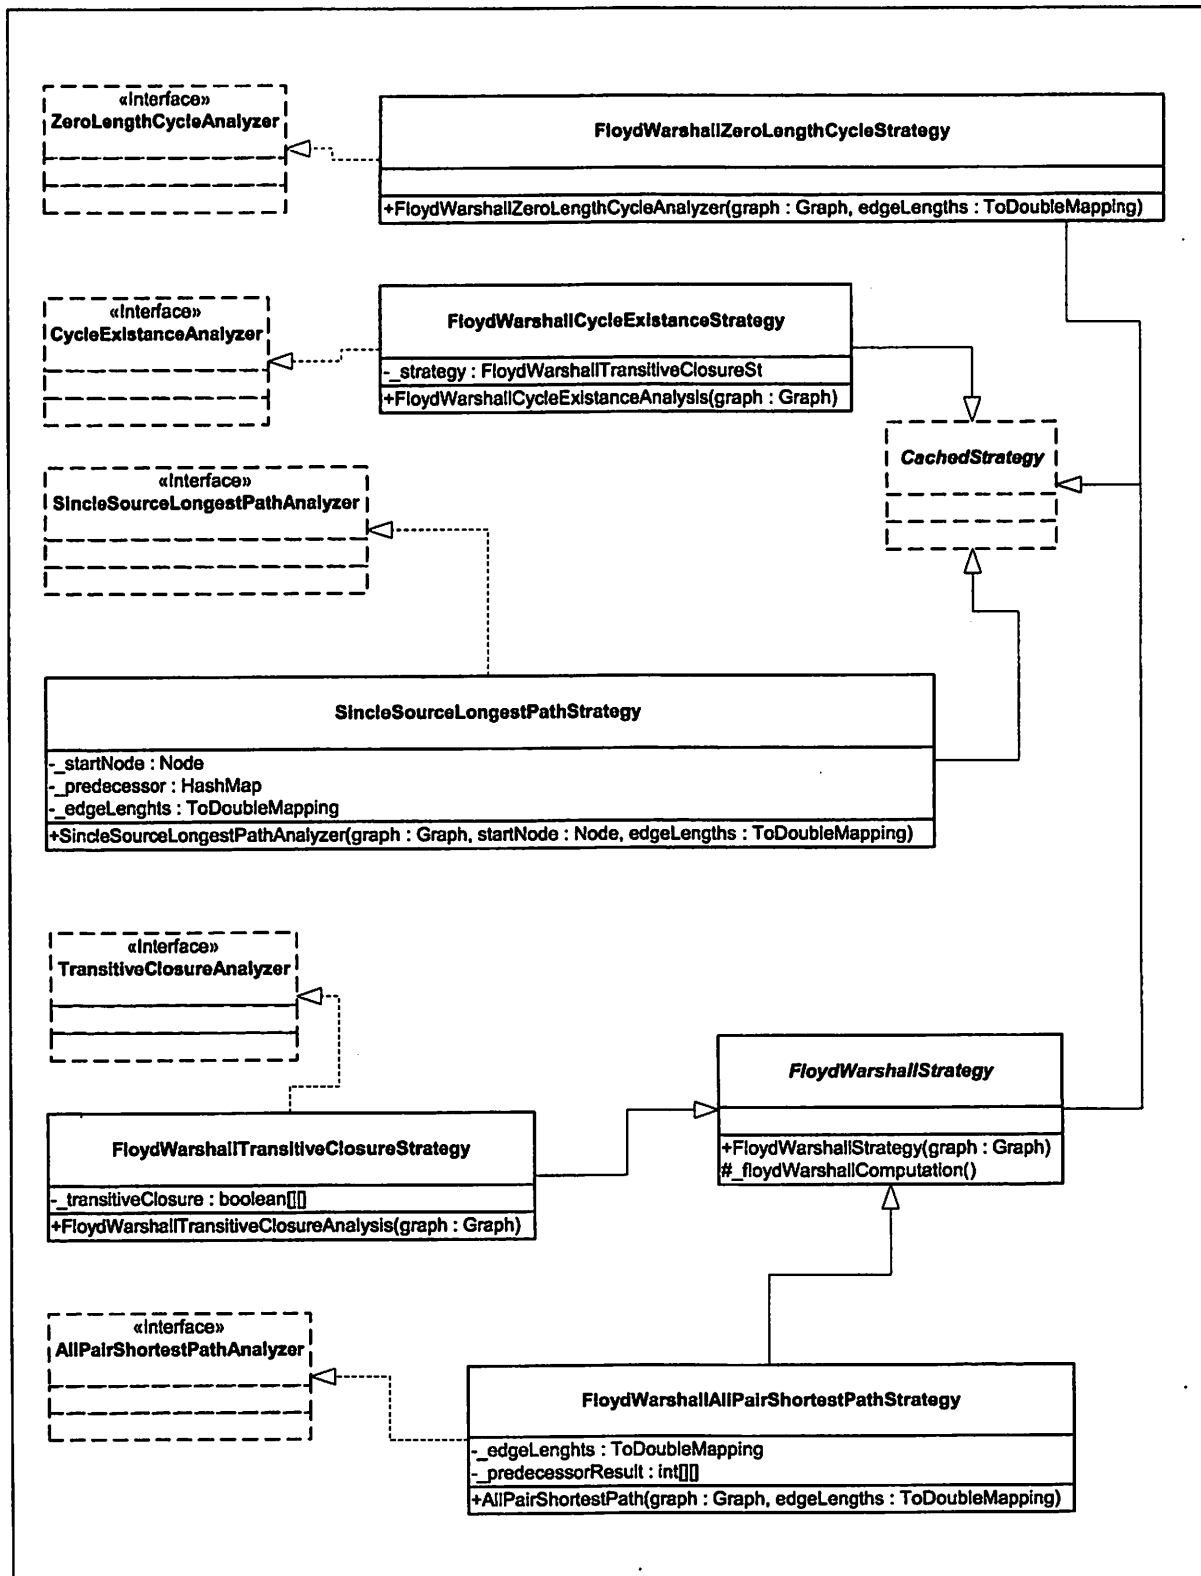 «Interface»
ZeroLengthCycleAnalyzer
FloydWarshallZeroLengthCycleStrategy
+FloydWarshallZeroLengthCycleAnalyzer(graph : Graph, edgeLengths : ToDoubleMapping)
«Interface»
CycleExistanceAnalyzer
FloydWarshallCycleExistanceStrategy
-_strategy : FloydWarshallTransitiveClosureSt
+FloydWarshallCycleExistanceAnalysis(graph : Graph)
CachedStrategy
«Interface»
SincleSourceLongestPathAnalyzer
SincleSourceLongestPathStrategy
-_startNode : Node
-_predecessor : HashMap
-_edgeLenghts : ToDoubleMapping
+SincleSourceLongestPathAnalyzer(graph : Graph, startNode : Node, edgeLengths : ToDoubleMapping)
«Interface»
TransitiveClosureAnalyzer
FloydWarshallStrategy
+FloydWarshallStrategy(graph : Graph)
#_floydWarshallComputation()
FloydWarshallTransitiveClosureStrategy
-_transitiveClosure : boolean[][]
+FloydWarshallTransitiveClosureAnalysis(graph : Graph)
«Interface»
AllPairShortestPathAnalyzer
FloydWarshallAllPairShortestPathStrategy
-_edgeLenghts : ToDoubleMapping
-_predecessorResult : int[][]
+AllPairShortestPath(graph : Graph, edgeLengths : ToDoubleMapping)